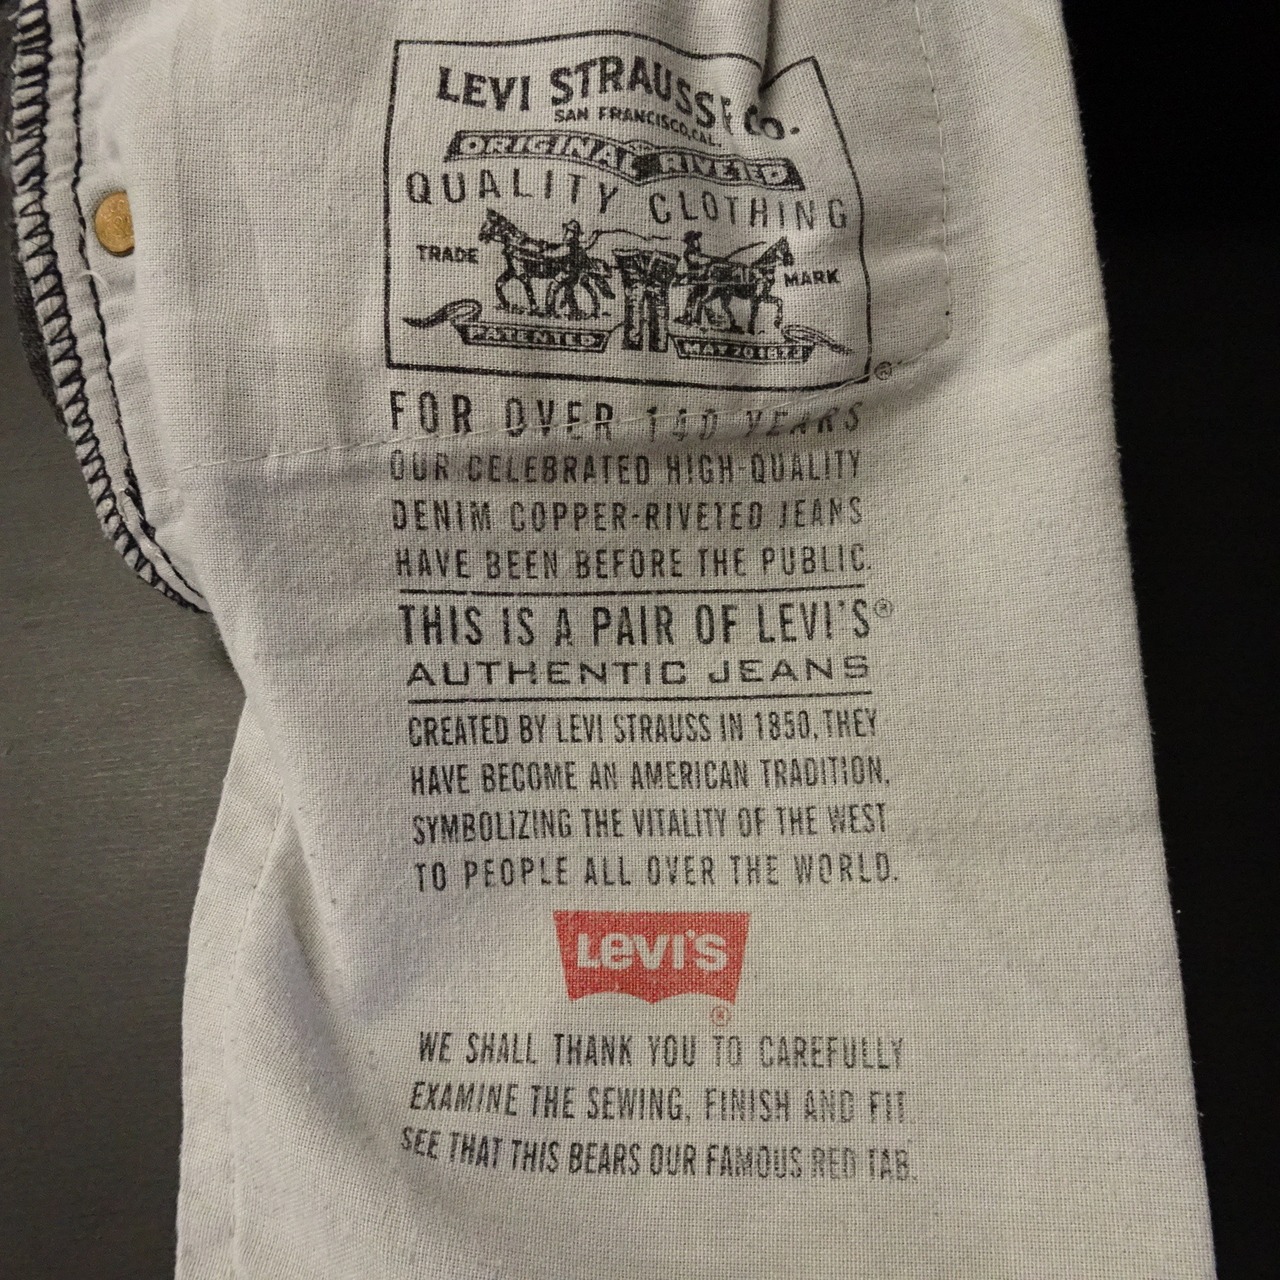 LEVI STRAUSS & CO.
SAN FRANCISCO, CAL.
ORIGINAL RIVETED
QUALITY CLOTHING
TRADE MARK
PATENTED MAY 20 1873
®
FOR OVER 140 YEARS
OUR CELEBRATED HIGH-QUALITY
DENIM COPPER-RIVETED JEANS
HAVE BEEN BEFORE THE PUBLIC.
THIS IS A PAIR OF LEVI'S®
AUTHENTIC JEANS
CREATED BY LEVI STRAUSS IN 1850, THEY
HAVE BECOME AN AMERICAN TRADITION,
SYMBOLIZING THE VITALITY OF THE WEST
TO PEOPLE ALL OVER THE WORLD.
LEVI'S
®
WE SHALL THANK YOU TO CAREFULLY
EXAMINE THE SEWING, FINISH AND FIT.
SEE THAT THIS BEARS OUR FAMOUS RED TAB.